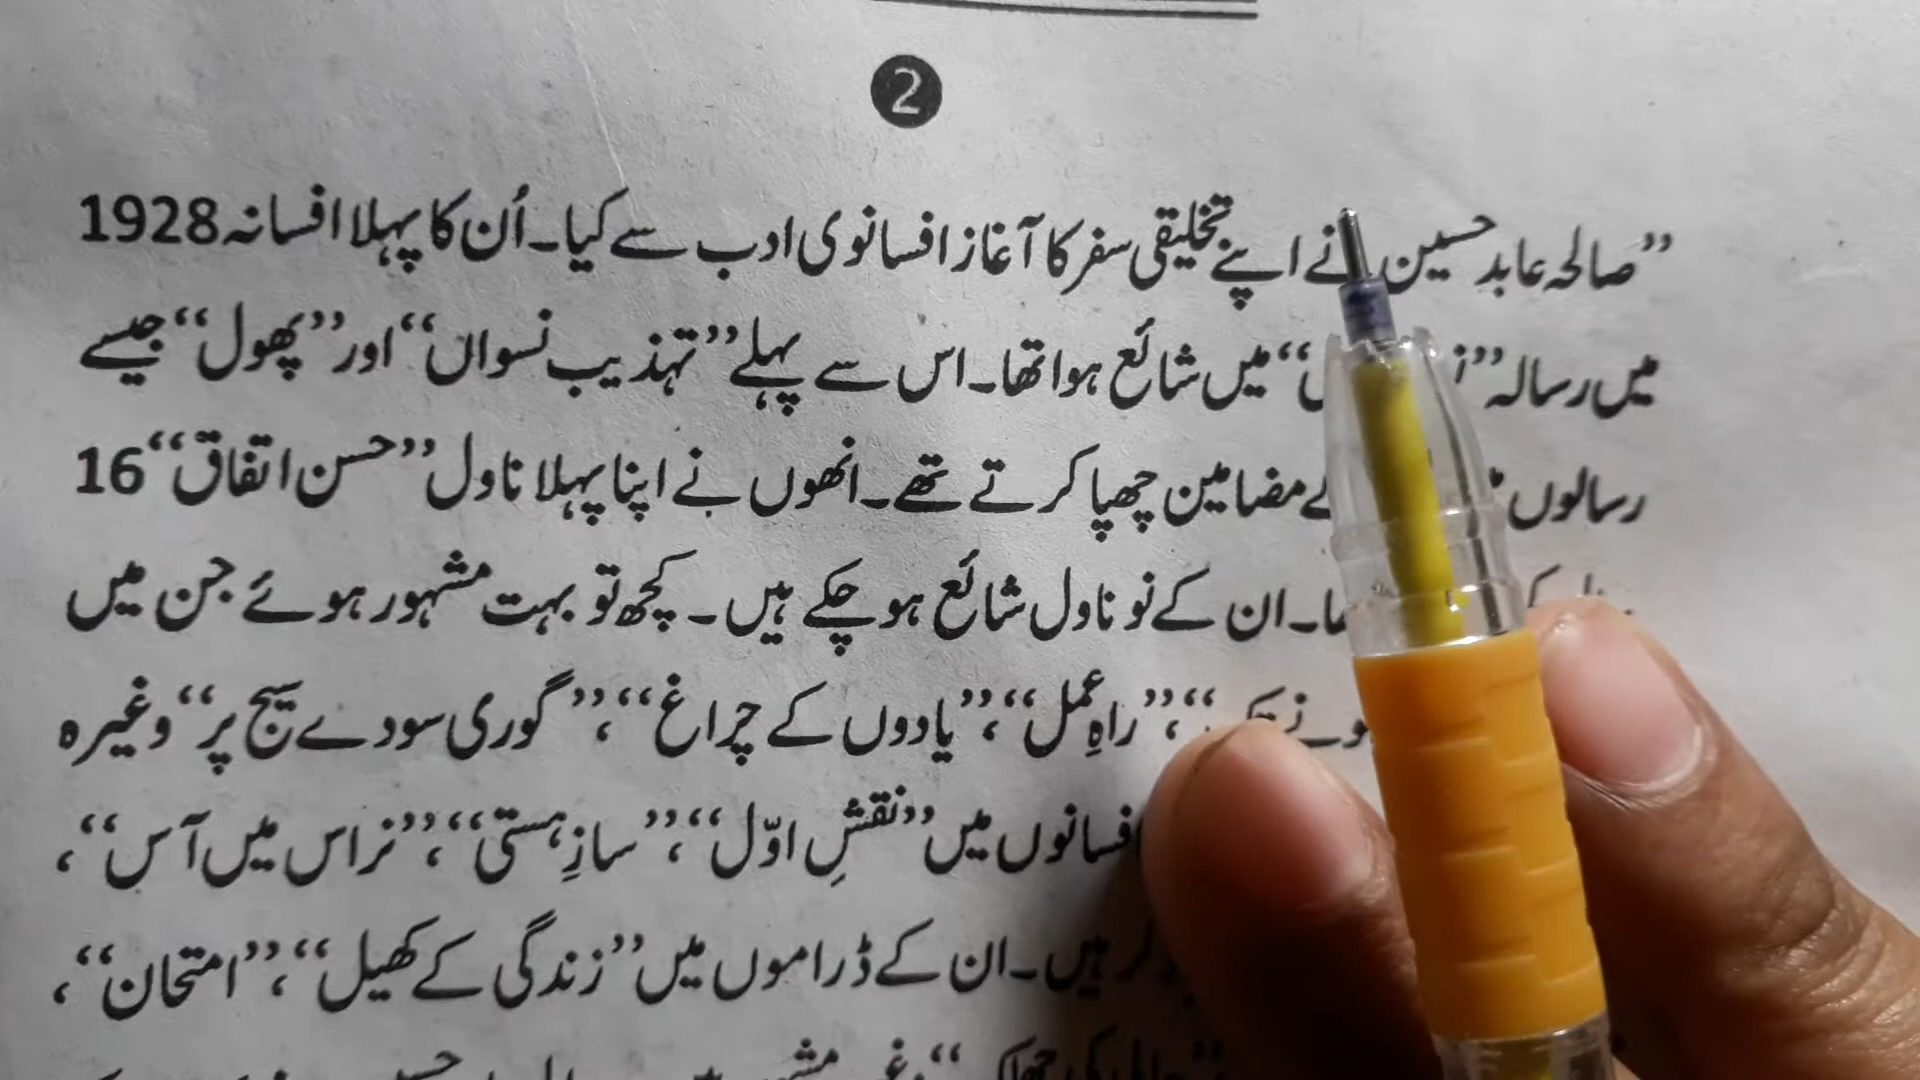 2
”صالحہ عابد حسین نے اپنے تخلیقی سفر کا آغاز افسانوی ادب سے کیا۔ اُن کا پہلا افسانہ 1928
میں رسالہ ” “ میں شائع ہوا تھا۔ اس سے پہلے ”تہذیب نسواں“ اور ”پھول“ جیسے
رسالوں مضامین چھپا کرتے تھے۔ انھوں نے اپنا پہلا ناول ”حسن اتفاق“ 16
ان کے نو ناول شائع ہو چکے ہیں۔ کچھ تو بہت مشہور ہوئے جن میں
“، ”راہِ عمل“، ”یادوں کے چراغ“، ”گوری سودے سیج پر“ وغیرہ
افسانوں میں ”نقشِ اوّل“، ”سازِ ہستی“، ”نراس میں آس“،
ہیں۔ ان کے ڈراموں میں ”زندگی کے کھیل“، ”امتحان“،